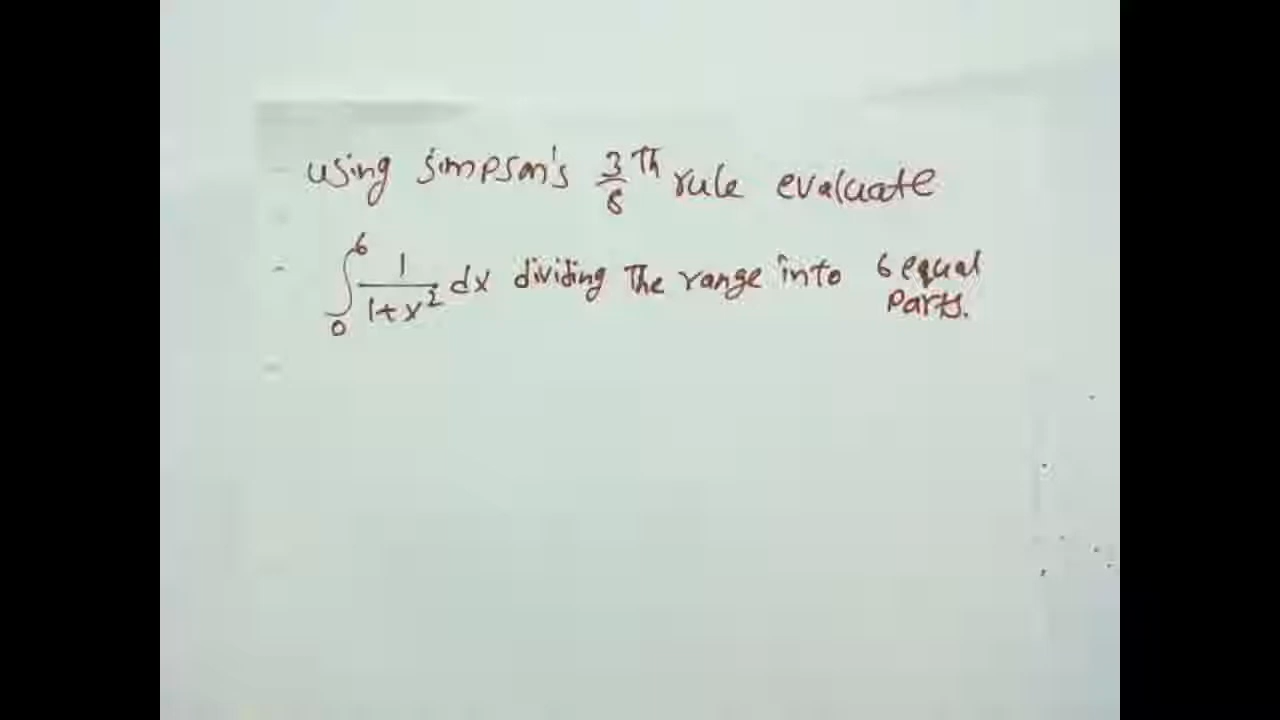 using simpson's 3/8 th rule evaluate
∫₀⁶ 1/(1+x²) dx dividing the range into 6 equal
parts.